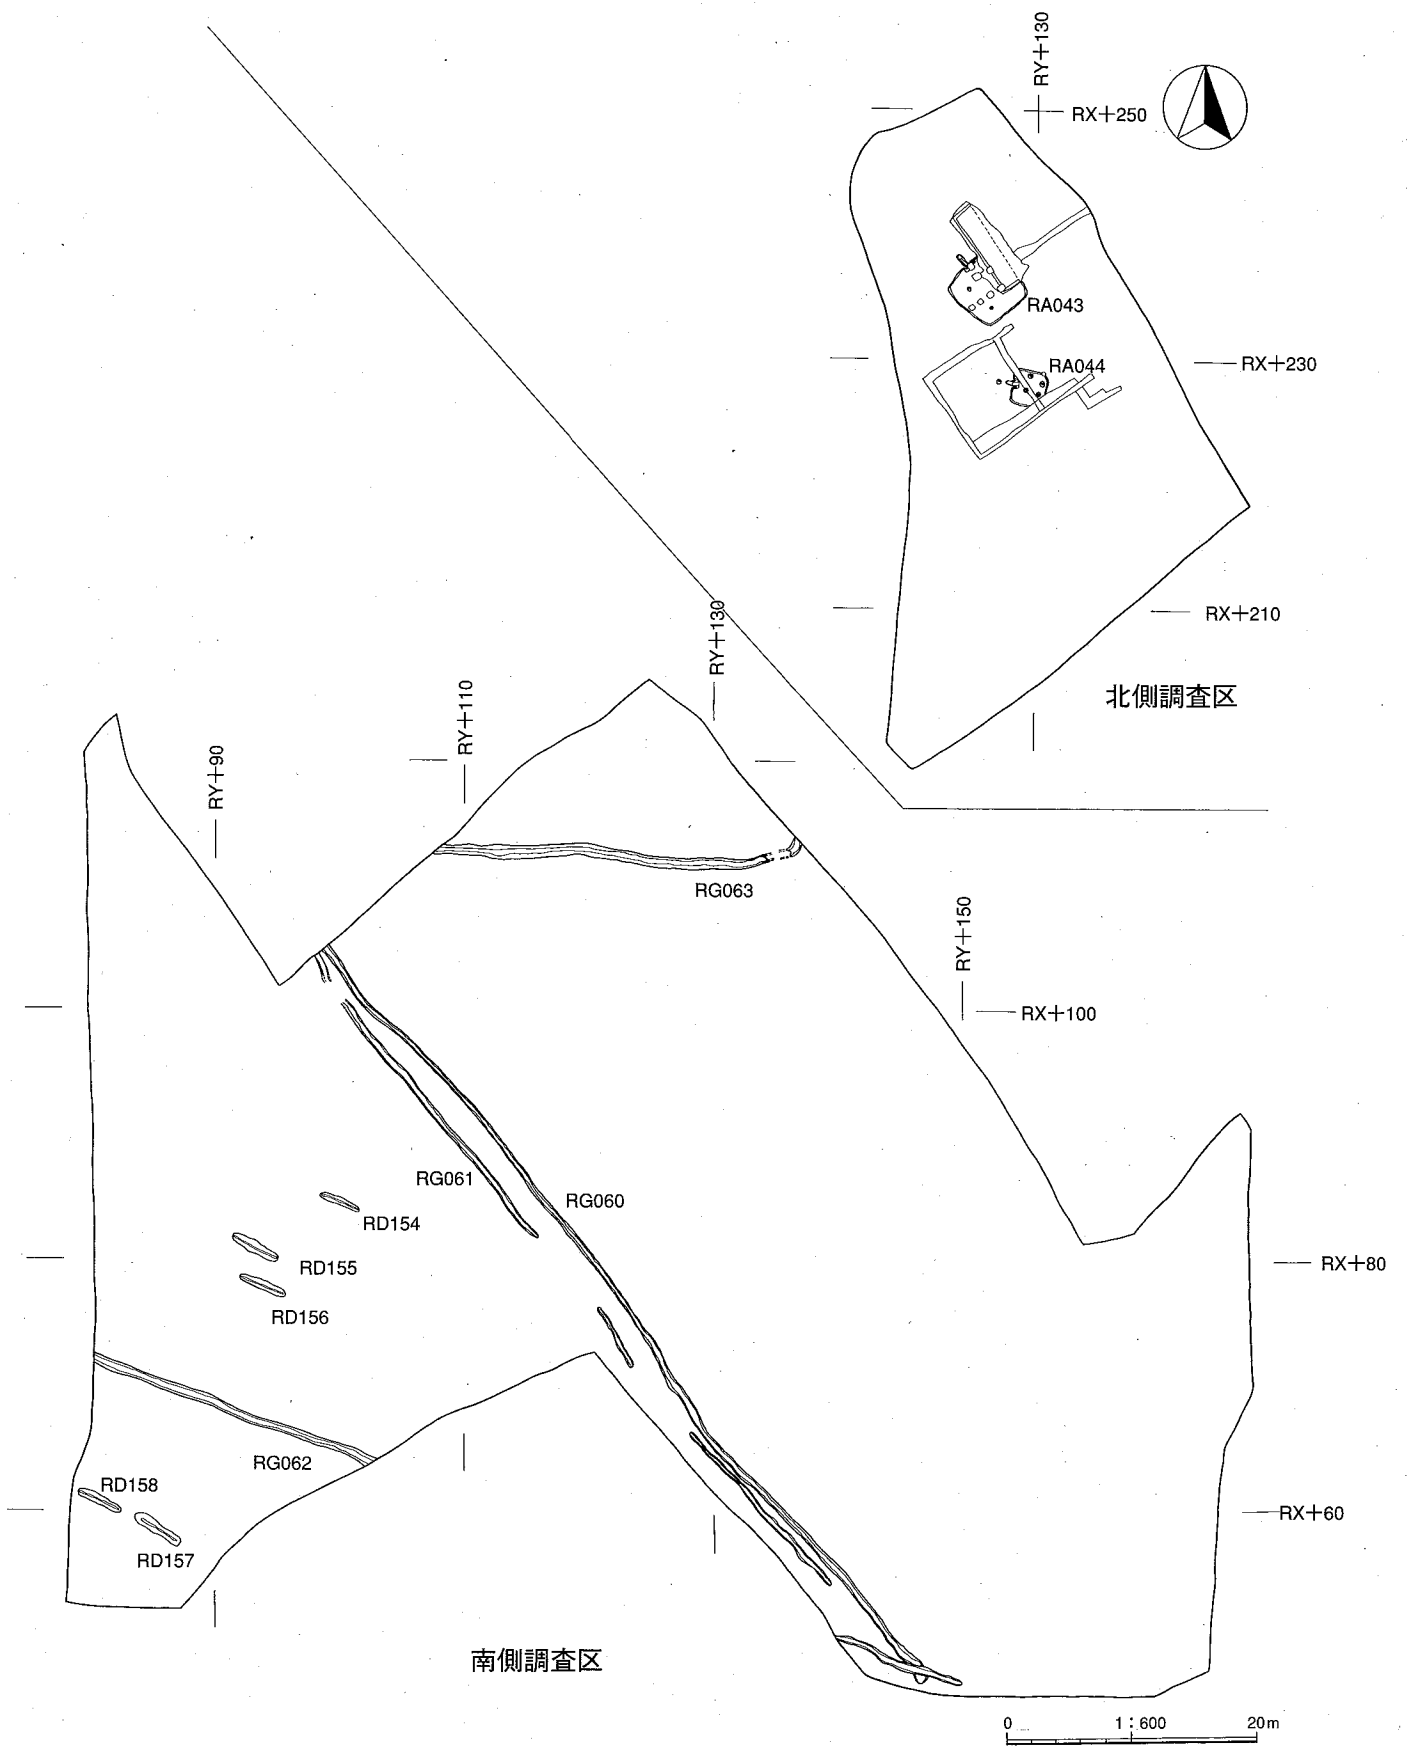 RY+130
RX+250
RA043
RA044
RX+230
RX+210
北側調査区
RY+130
RY+110
RY+90
RG063
RY+150
RX+100
RG061
RG060
RD154
RD155
RD156
RX+80
RG062
RD158
RD157
RX+60
南側調査区
0 1:600 20m